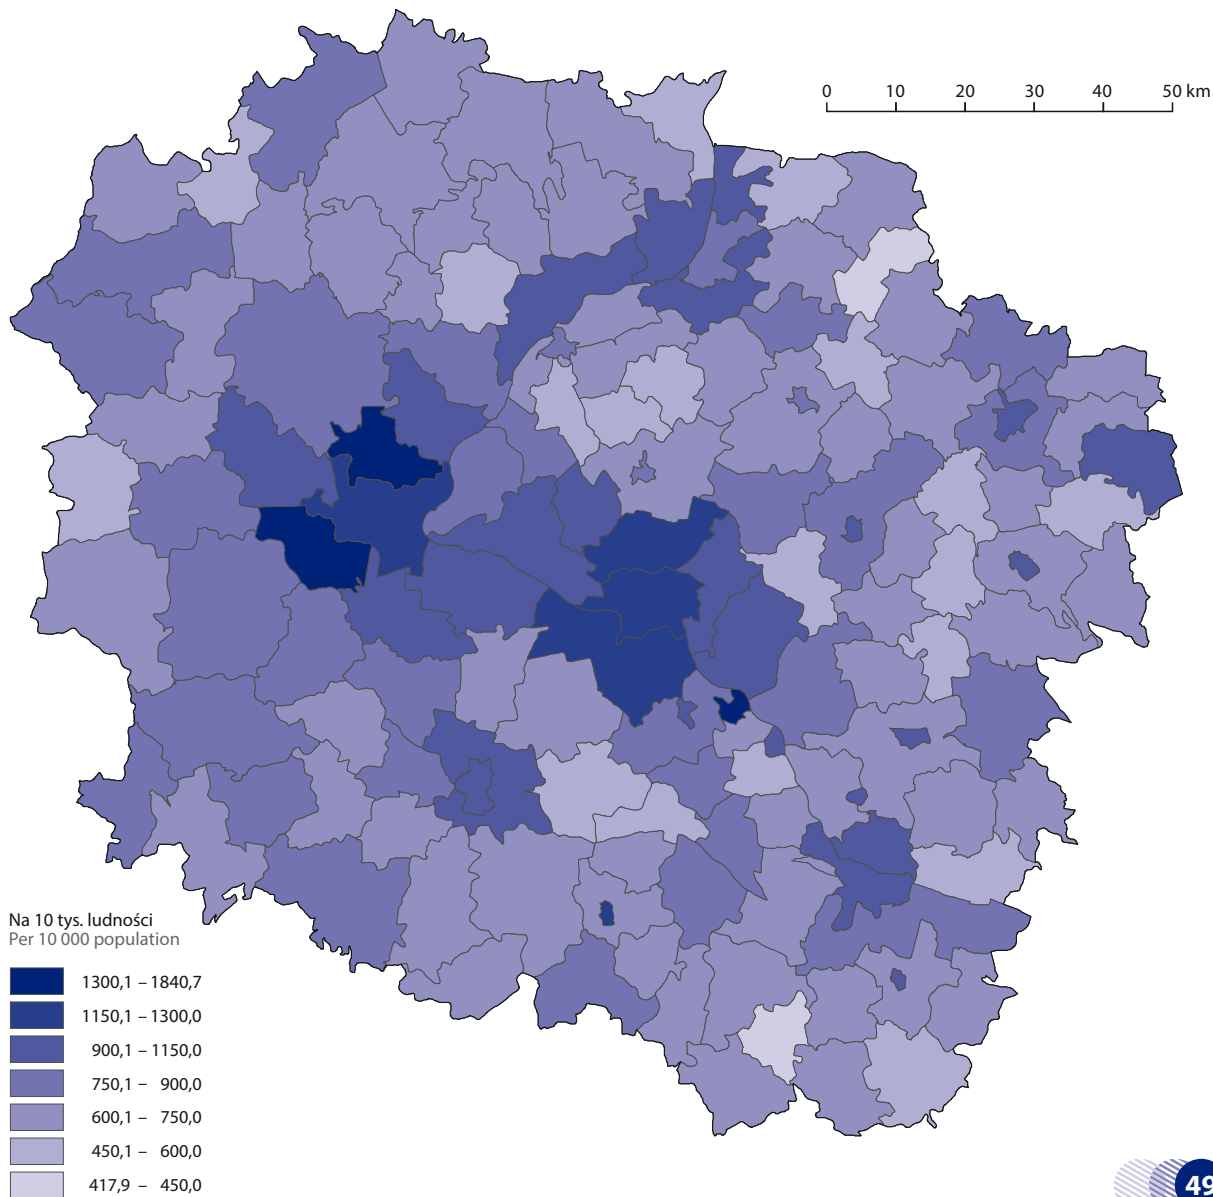 0 10 20 30 40 50 km
Na 10 tys. ludności
Per 10 000 population
1300,1 – 1840,7
1150,1 – 1300,0
900,1 – 1150,0
750,1 – 900,0
600,1 – 750,0
450,1 – 600,0
417,9 – 450,0
49